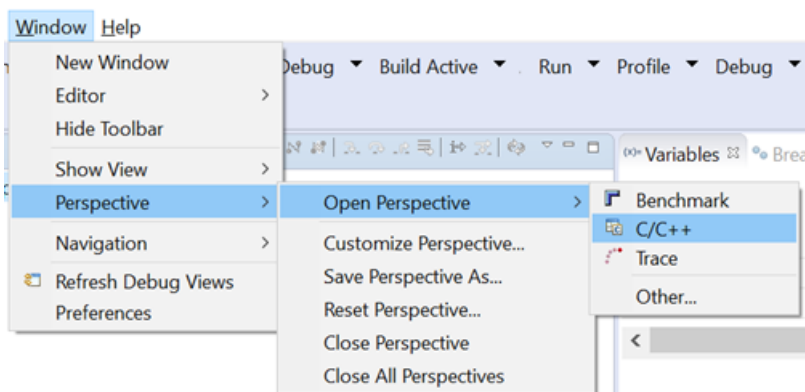 Window Help
New Window
Debug Build Active Run Profile Debug
Editor
Hide Toolbar
Variables
Show View
Perspective
Open Perspective
Benchmark
C/C++
Trace
Other...
Navigation
Customize Perspective...
Refresh Debug Views
Save Perspective As...
Preferences
Reset Perspective...
Close Perspective
Close All Perspectives